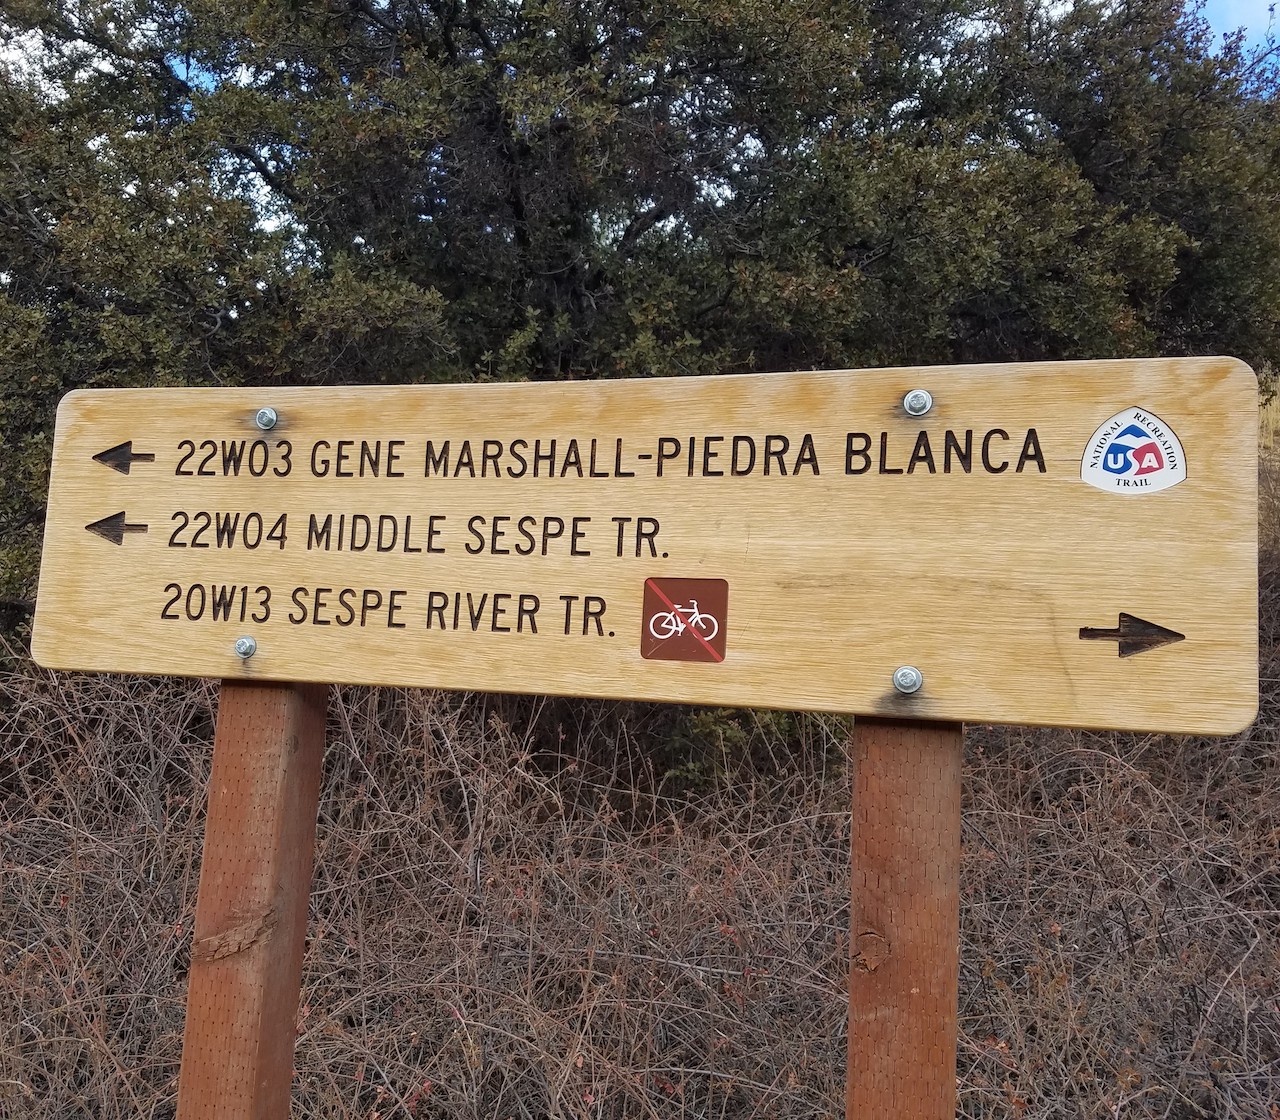 22W03 GENE MARSHALL-PIEDRA BLANCA
NATIONAL RECREATION
USA
TRAIL
22W04 MIDDLE SESPE TR.
20W13 SESPE RIVER TR.